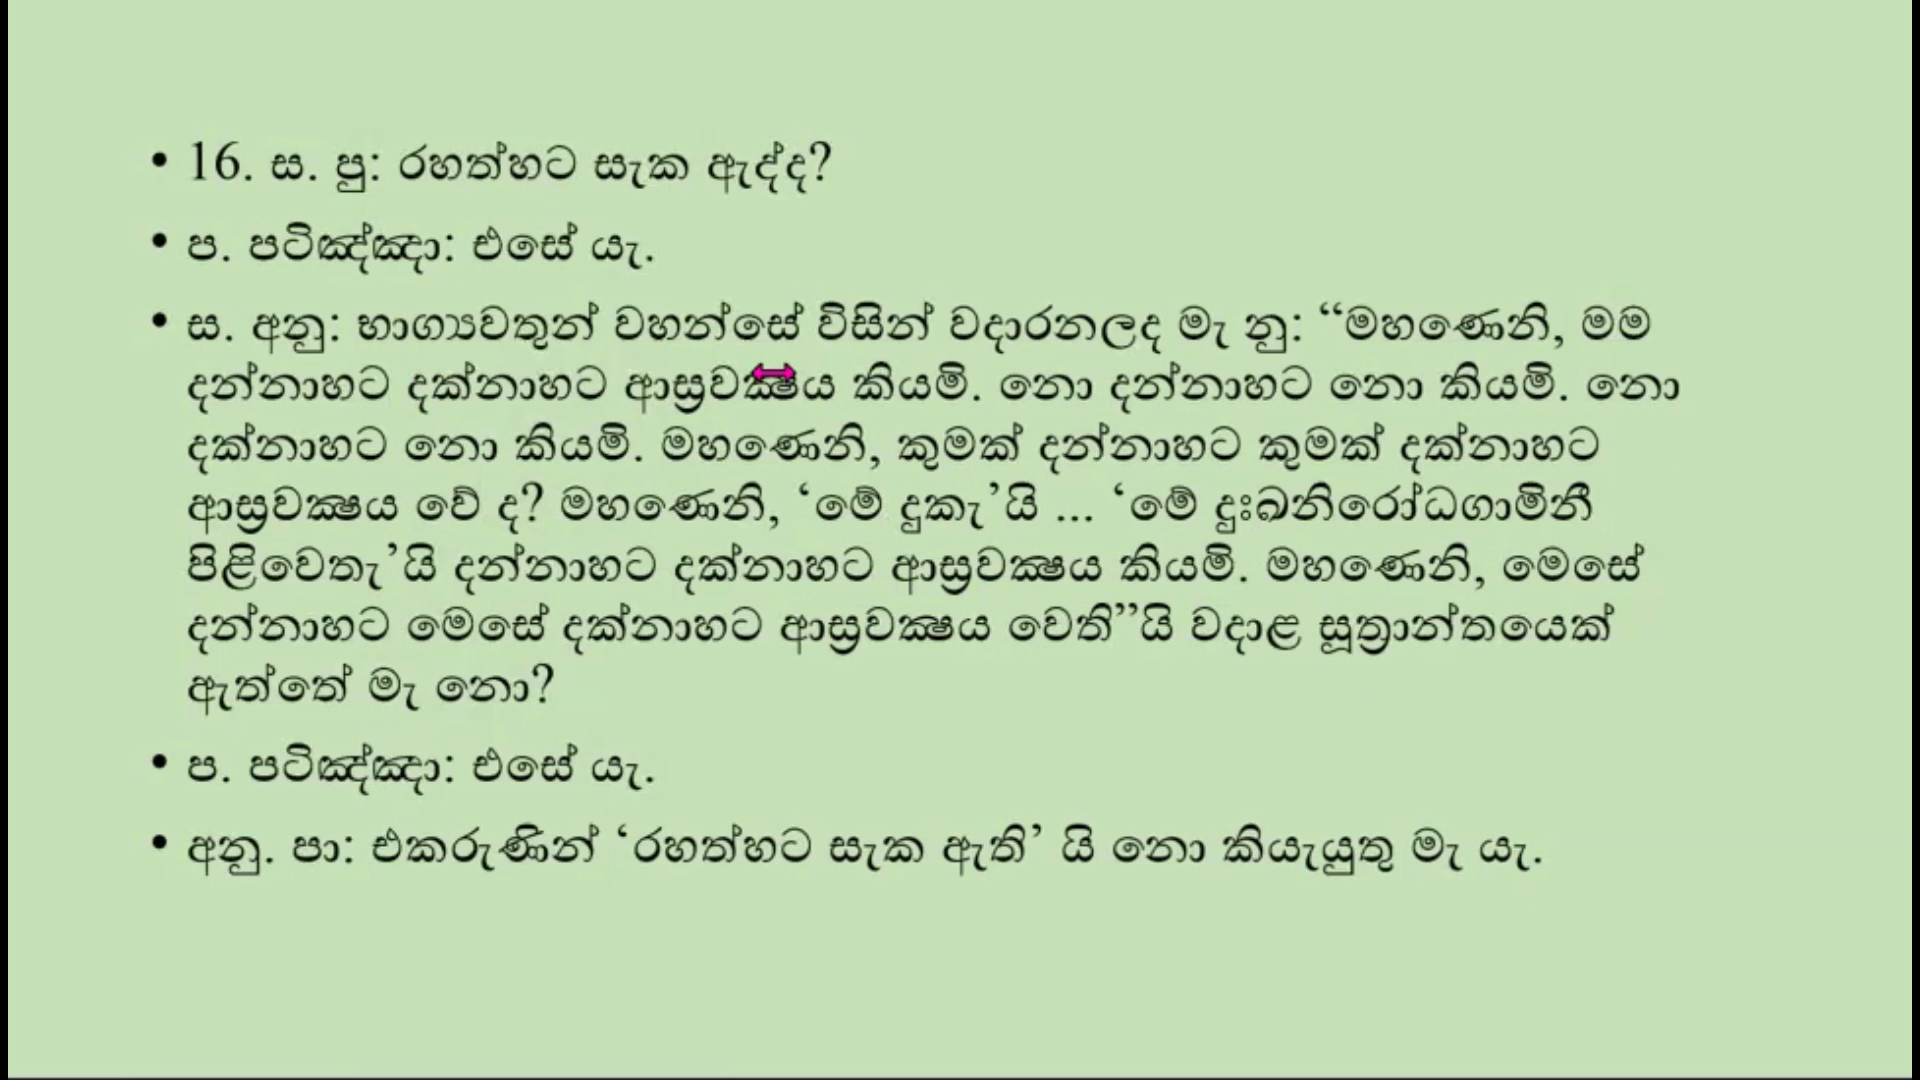 • 16. ස. පු: රහත්හට සැක ඇද්ද?
• ප. පටිඤ්ඤා: එසේ යැ.
• ස. අනු: භාග්‍යවතුන් වහන්සේ විසින් වදාරනලද මැ නු: “මහණෙනි, මම
දන්නාහට දක්නාහට ආස්‍රවක්‍ෂය කියමි. නො දන්නාහට නො කියමි. නො
දක්නාහට නො කියමි. මහණෙනි, කුමක් දන්නාහට කුමක් දක්නාහට
ආස්‍රවක්‍ෂය වේ ද? මහණෙනි, ‘මේ දුකැ’යි ... ‘මේ දුඃඛනිරෝධගාමිනී
පිළිවෙතැ’යි දන්නාහට දක්නාහට ආස්‍රවක්‍ෂය කියමි. මහණෙනි, මෙසේ
දන්නාහට මෙසේ දක්නාහට ආස්‍රවක්‍ෂය වෙති”යි වදාළ සූත්‍රාන්තයෙක්
ඇත්තේ මැ නො?
• ප. පටිඤ්ඤා: එසේ යැ.
• අනු. පා: එකරුණින් ‘රහත්හට සැක ඇති’ යි නො කියැයුතු මැ යැ.